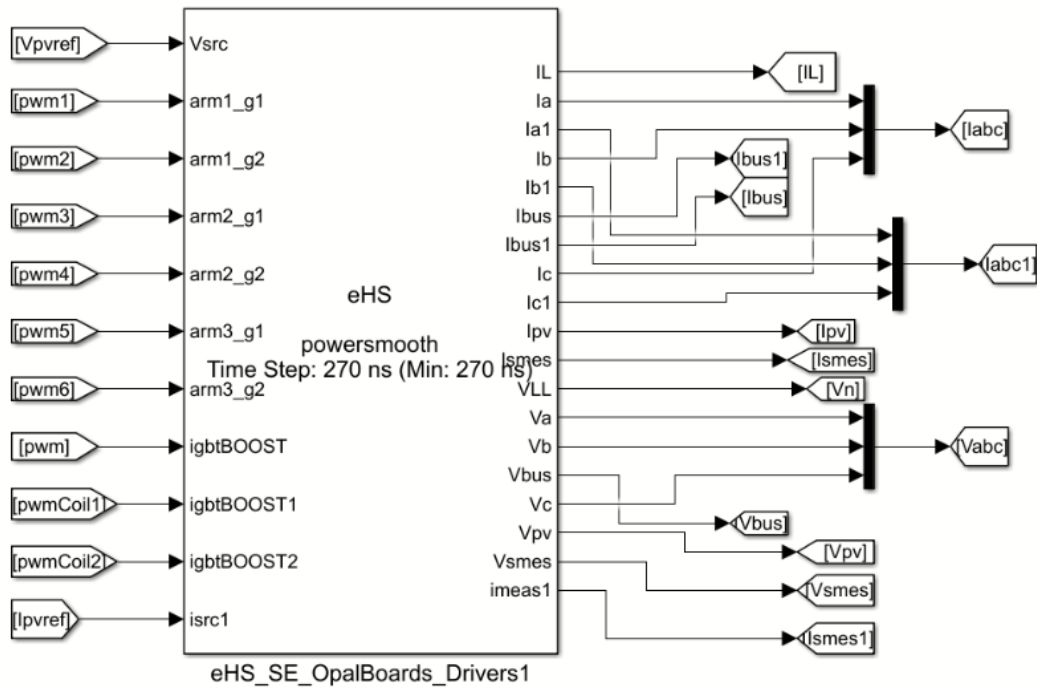 [Vpvref]
[pwm1]
[pwm2]
[pwm3]
[pwm4]
[pwm5]
[pwm6]
[pwm]
[pwmCoil1]
[pwmCoil2]
[Ipvref]
Vsrc
arm1_g1
arm1_g2
arm2_g1
arm2_g2
arm3_g1
arm3_g2
igbtBOOST
igbtBOOST1
igbtBOOST2
isrc1
eHS
powersmooth
Time Step: 270 ns (Min: 270 ns)
IL
Ia
Ia1
Ib
Ib1
Ibus
Ibus1
Ic
Ic1
Ipv
Ismes
VLL
Va
Vb
Vbus
Vc
Vpv
Vsmes
imeas1
[IL]
[Iabc]
[Ibus1]
[Ibus]
[Iabc1]
[Ipv]
[Ismes]
[Vn]
[Vabc]
[Vbus]
[Vpv]
[Vsmes]
[Ismes1]
eHS_SE_OpalBoards_Drivers1